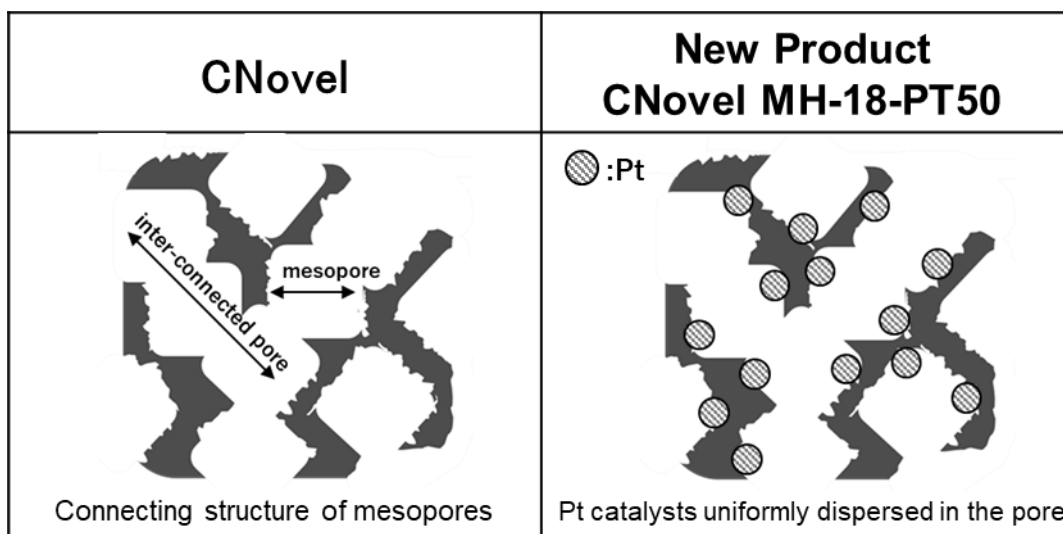 CNovel
New Product
CNovel MH-18-PT50
inter-connected pore
mesopore
:Pt
Connecting structure of mesopores
Pt catalysts uniformly dispersed in the pore